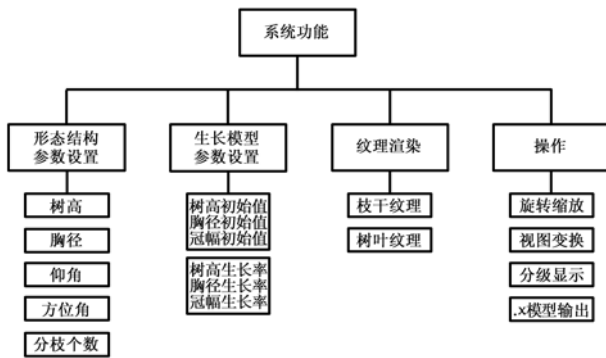 系统功能
形态结构
参数设置
树高
胸径
仰角
方位角
分枝个数
生长模型
参数设置
树高初始值
胸径初始值
冠幅初始值
树高生长率
胸径生长率
冠幅生长率
纹理渲染
枝干纹理
树叶纹理
操作
旋转缩放
视图变换
分级显示
.x模型输出